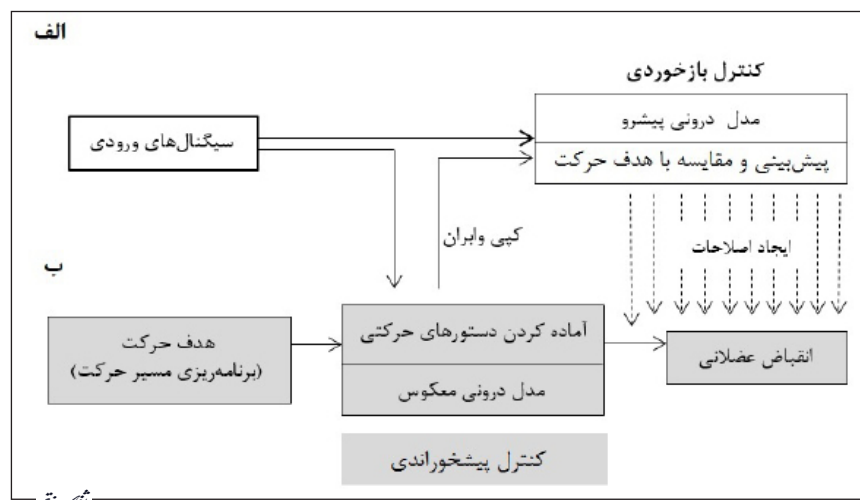 الف
کنترل بازخوردی
مدل درونی پیشرو
پیش‌بینی و مقایسه با هدف حرکت
سیگنال‌های ورودی
کپی وابران
ایجاد اصلاحات
ب
هدف حرکت
(برنامه‌ریزی مسیر حرکت)
آماده کردن دستورهای حرکتی
مدل درونی معکوس
انقباض عضلانی
کنترل پیشخوراندی